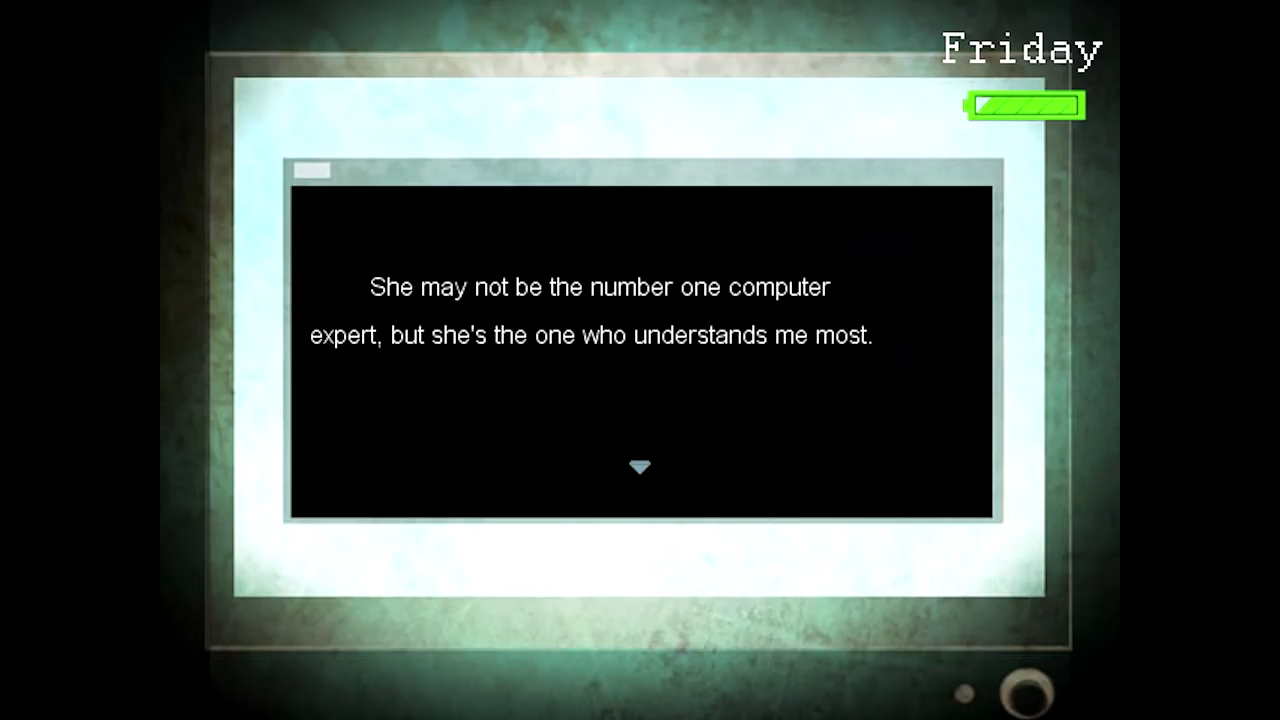 Friday
She may not be the number one computer
expert, but she's the one who understands me most.